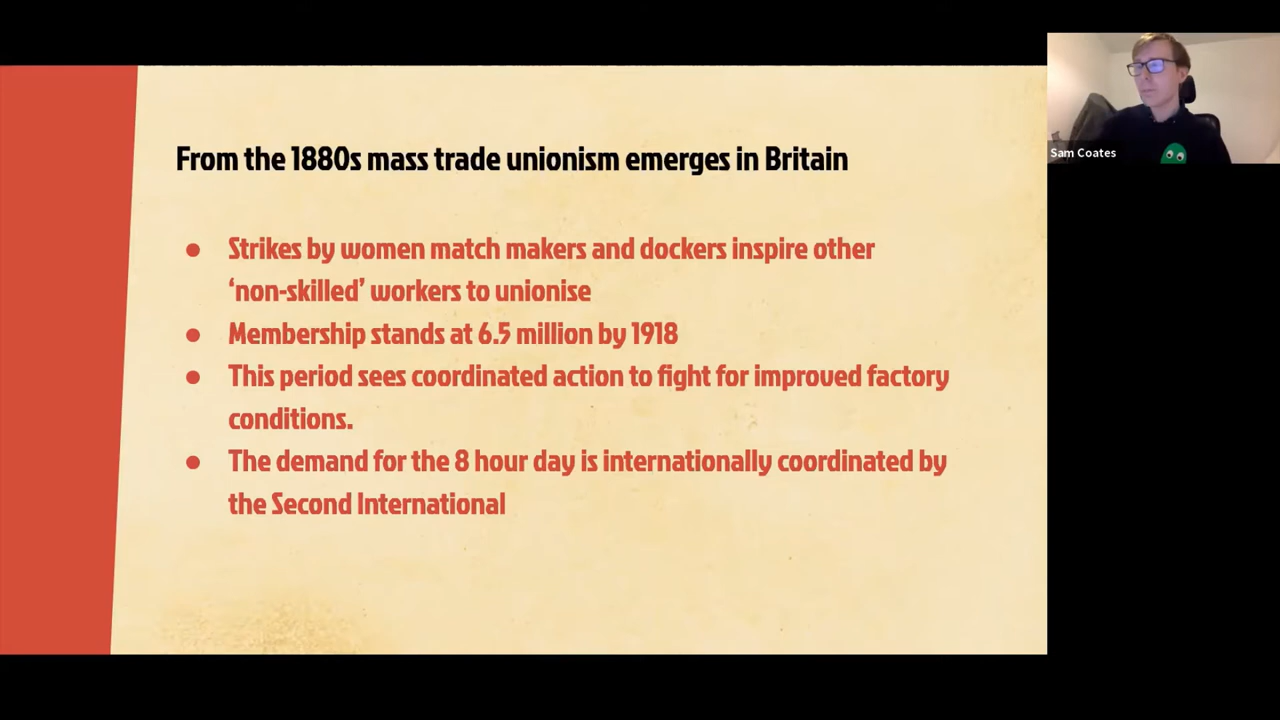 From the 1880s mass trade unionism emerges in Britain
● Strikes by women match makers and dockers inspire other
‘non-skilled’ workers to unionise
● Membership stands at 6.5 million by 1918
● This period sees coordinated action to fight for improved factory
conditions.
● The demand for the 8 hour day is internationally coordinated by
the Second International
Sam Coates